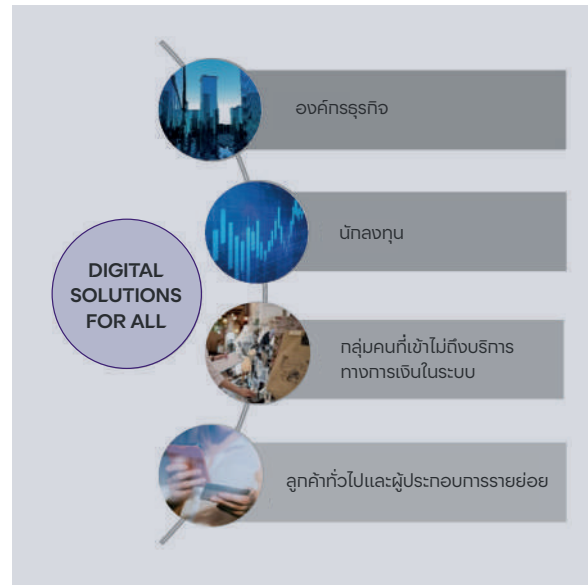 องค์กรธุรกิจ
นักลงทุน
DIGITAL
SOLUTIONS
FOR ALL
กลุ่มคนที่เข้าไม่ถึงบริการ
ทางการเงินในระบบ
ลูกค้าทั่วไปและผู้ประกอบการรายย่อย